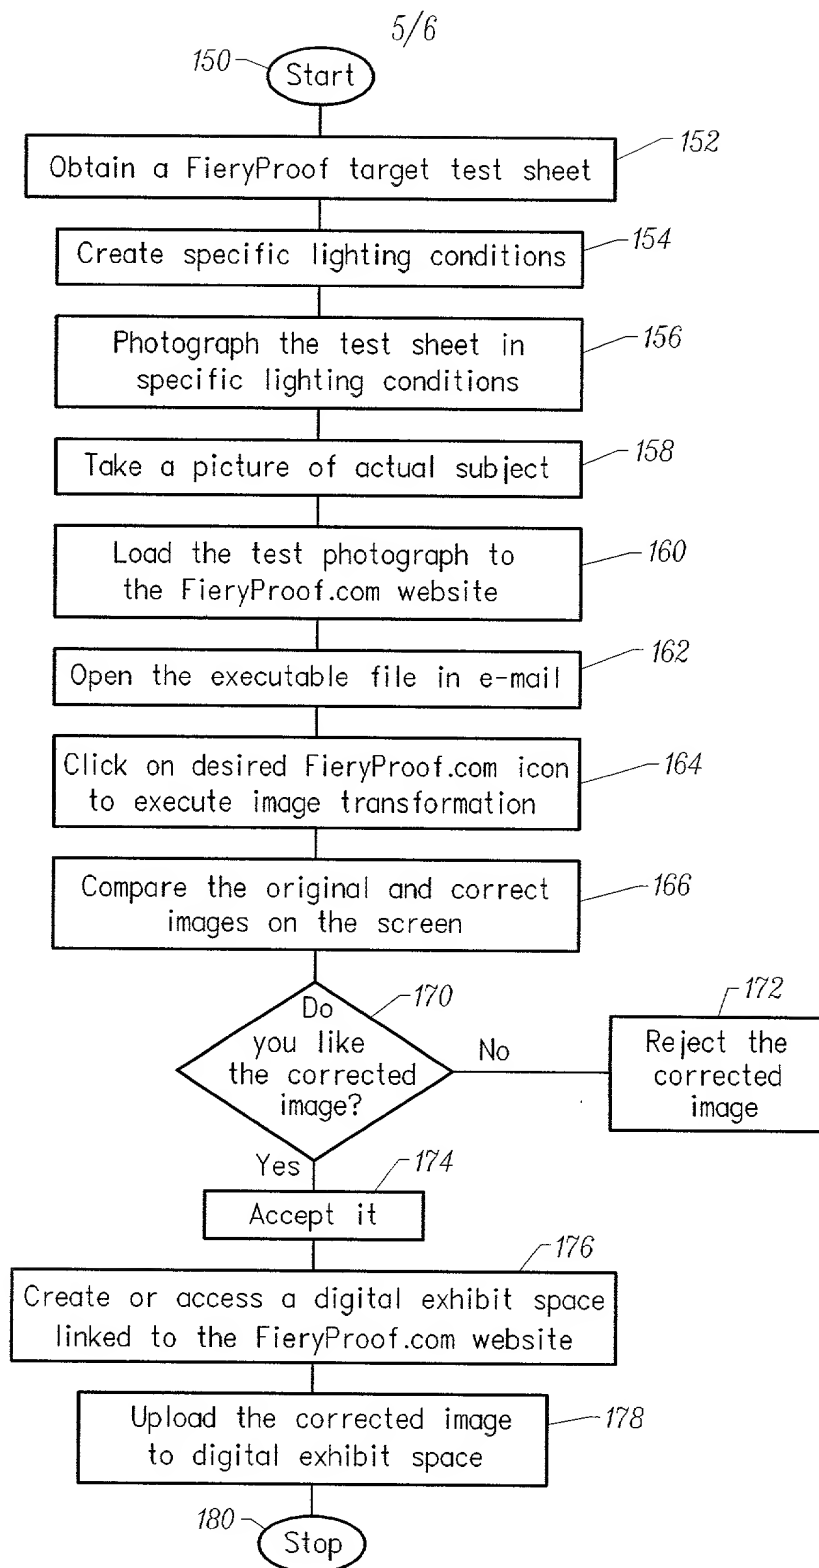 5/6
150
Start
152
Obtain a FieryProof target test sheet
154
Create specific lighting conditions
156
Photograph the test sheet in
specific lighting conditions
158
Take a picture of actual subject
160
Load the test photograph to
the FieryProof.com website
162
Open the executable file in e-mail
164
Click on desired FieryProof.com icon
to execute image transformation
166
Compare the original and correct
images on the screen
170
Do
you like
the corrected
image?
No
172
Reject the
corrected
image
Yes
174
Accept it
176
Create or access a digital exhibit space
linked to the FieryProof.com website
178
Upload the corrected image
to digital exhibit space
180
Stop